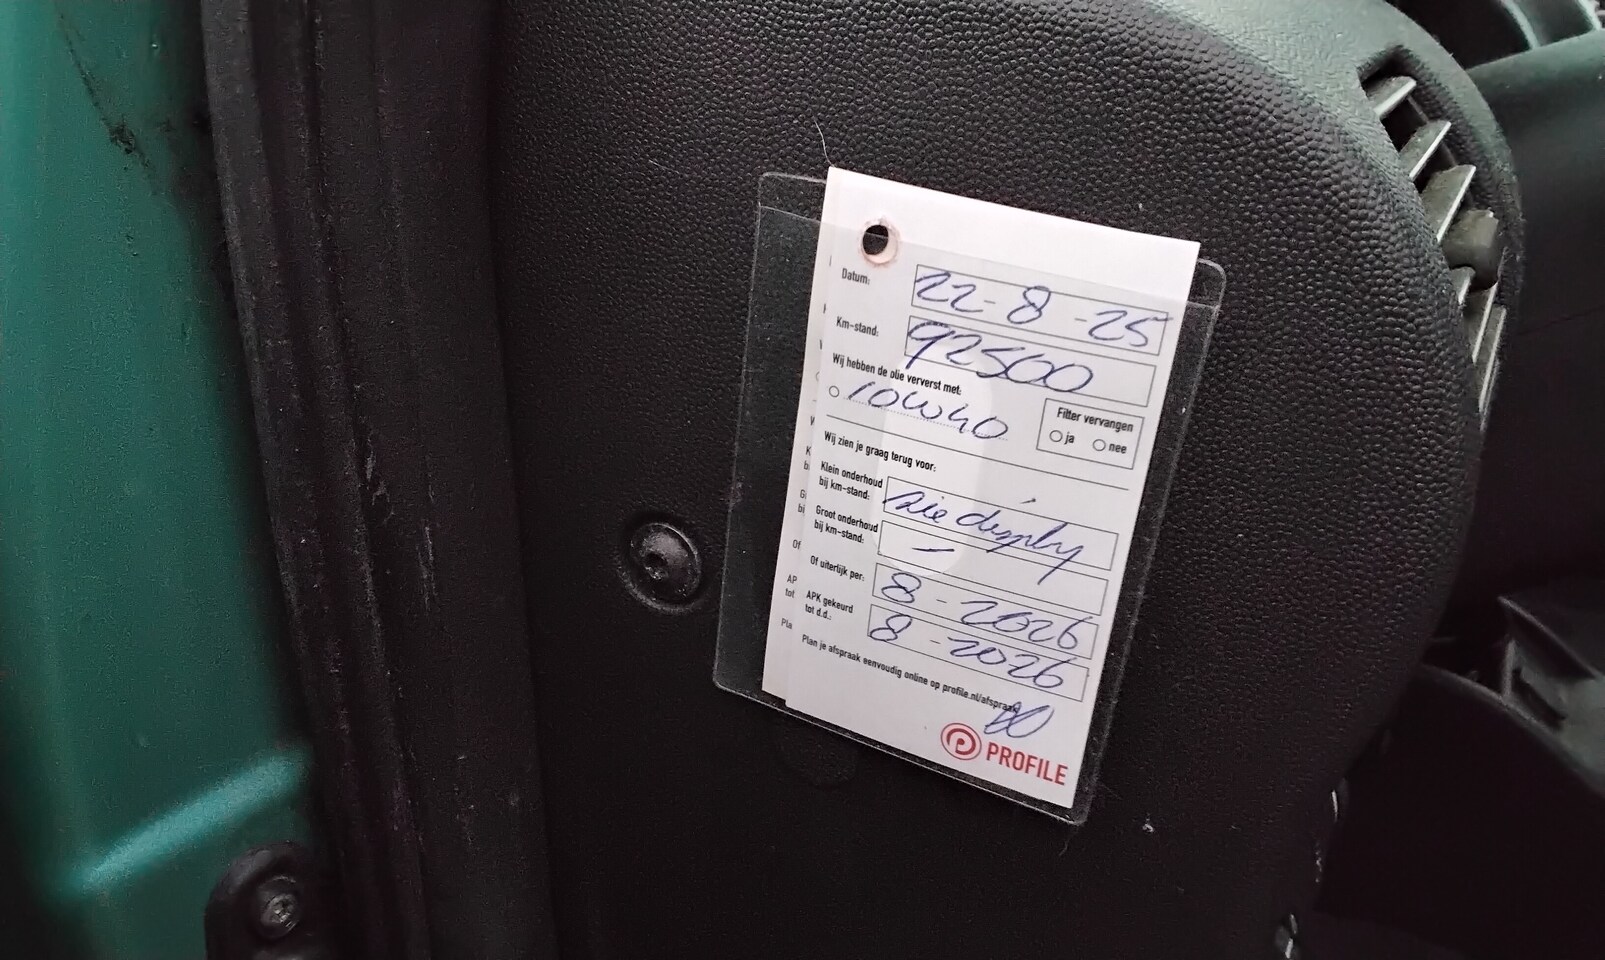 Datum: 22-8-25
Km-stand: 92500
Wij hebben de olie ververst met:
10W40
Filter vervangen
ja nee
Wij zien je graag terug voor:
Klein onderhoud
bij km-stand: zie display
Groot onderhoud
bij km-stand: -
Of uiterlijk per: 8-2026
APK gekeurd
tot d.d.: 8-2026
Plan je afspraak eenvoudig online op profile.nl/afspraak
PROFILE